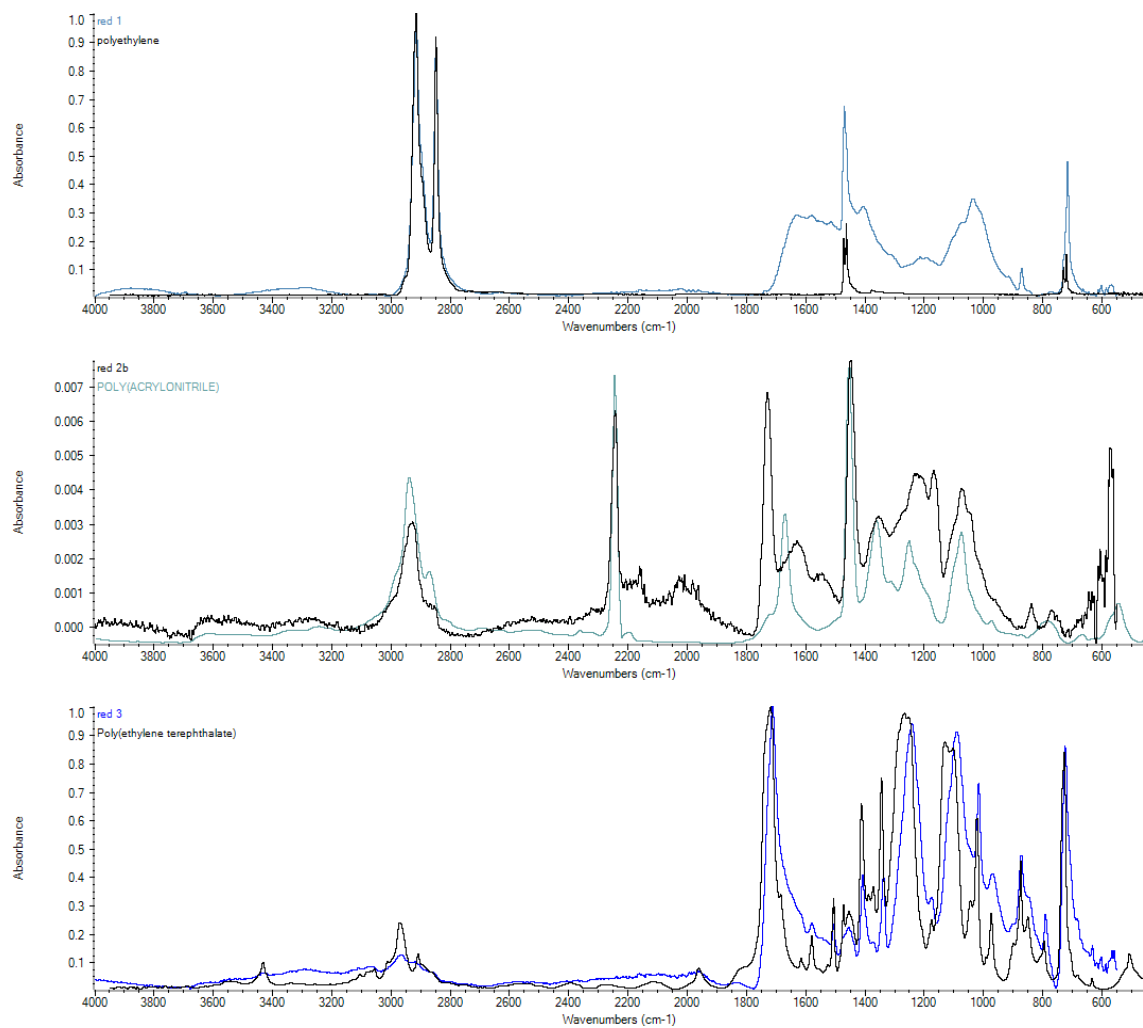 red 1
polyethylene
Absorbance
1.0
0.9
0.8
0.7
0.6
0.5
0.4
0.3
0.2
0.1
4000 3800 3600 3400 3200 3000 2800 2600 2400 2200 2000 1800 1600 1400 1200 1000 800 600
Wavenumbers (cm-1)
red 2b
POLY(ACRYLONITRILE)
Absorbance
0.007
0.006
0.005
0.004
0.003
0.002
0.001
0.000
4000 3800 3600 3400 3200 3000 2800 2600 2400 2200 2000 1800 1600 1400 1200 1000 800 600
Wavenumbers (cm-1)
red 3
Poly(ethylene terephthalate)
Absorbance
1.0
0.9
0.8
0.7
0.6
0.5
0.4
0.3
0.2
0.1
4000 3800 3600 3400 3200 3000 2800 2600 2400 2200 2000 1800 1600 1400 1200 1000 800 600
Wavenumbers (cm-1)